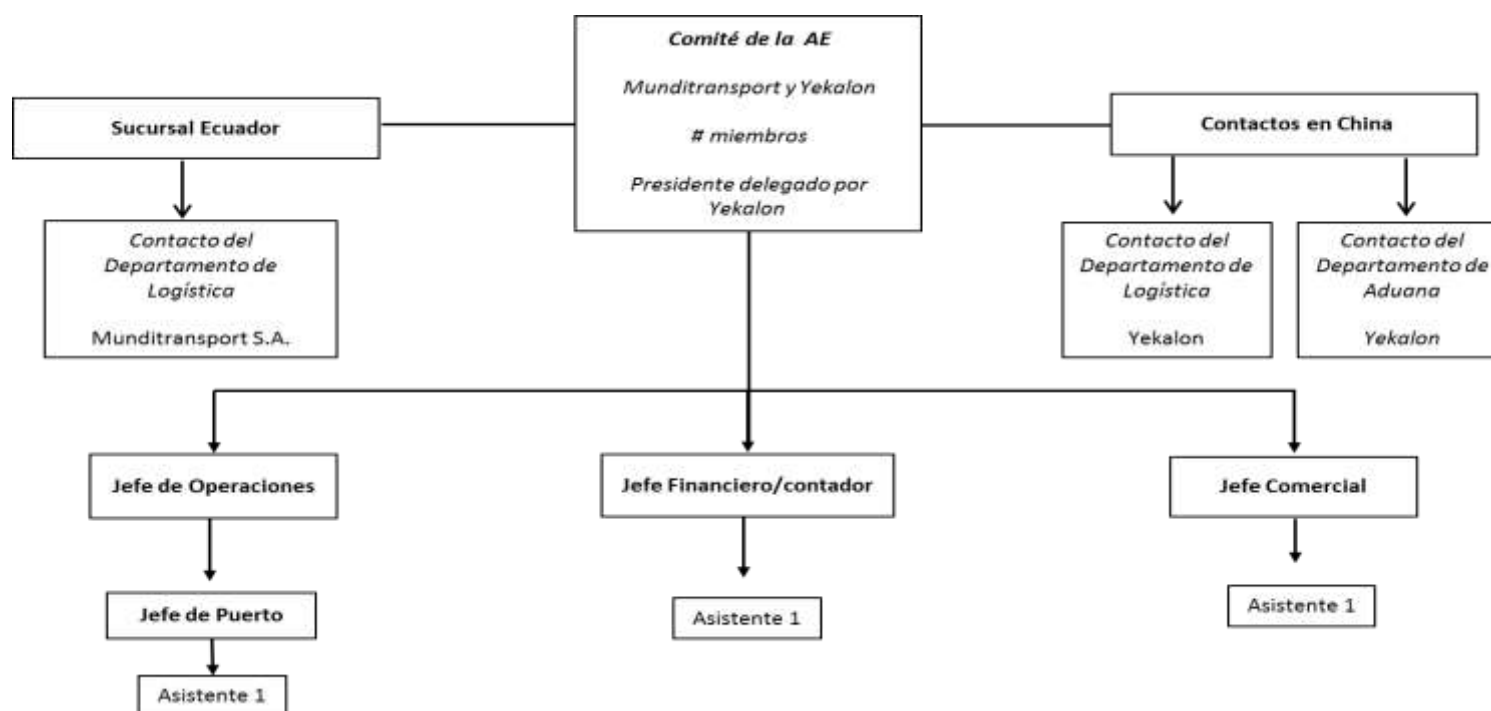 Comité de la AE
Munditransport y Yekalon
# miembros
Presidente delegado por
Yekalon
Sucursal Ecuador
Contactos en China
Contacto del
Departamento de
Logística
Munditransport S.A.
Contacto del
Departamento de
Logística
Yekalon
Contacto del
Departamento de
Aduana
Yekalon
Jefe de Operaciones
Jefe Financiero/contador
Jefe Comercial
Jefe de Puerto
Asistente 1
Asistente 1
Asistente 1